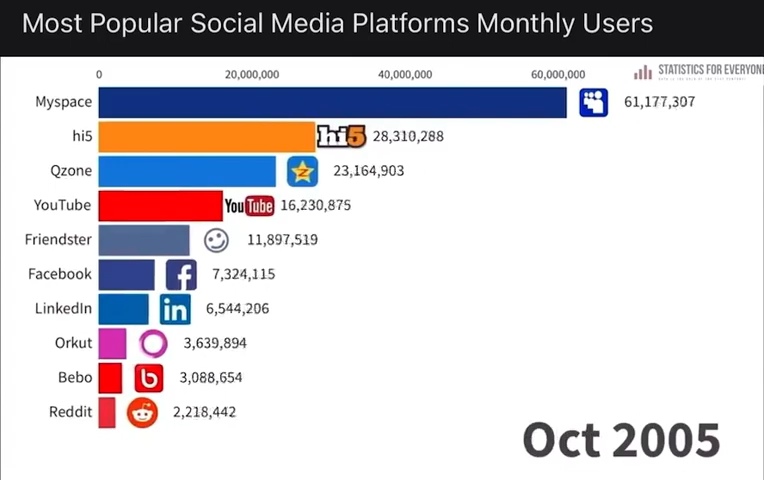 Most Popular Social Media Platforms Monthly Users
STATISTICS FOR EVERYONE
0 20,000,000 40,000,000 60,000,000
Myspace 61,177,307
hi5 hi5 28,310,288
Qzone 23,164,903
YouTube YouTube 16,230,875
Friendster 11,897,519
Facebook f 7,324,115
LinkedIn in 6,544,206
Orkut 3,639,894
Bebo b 3,088,654
Reddit 2,218,442
Oct 2005